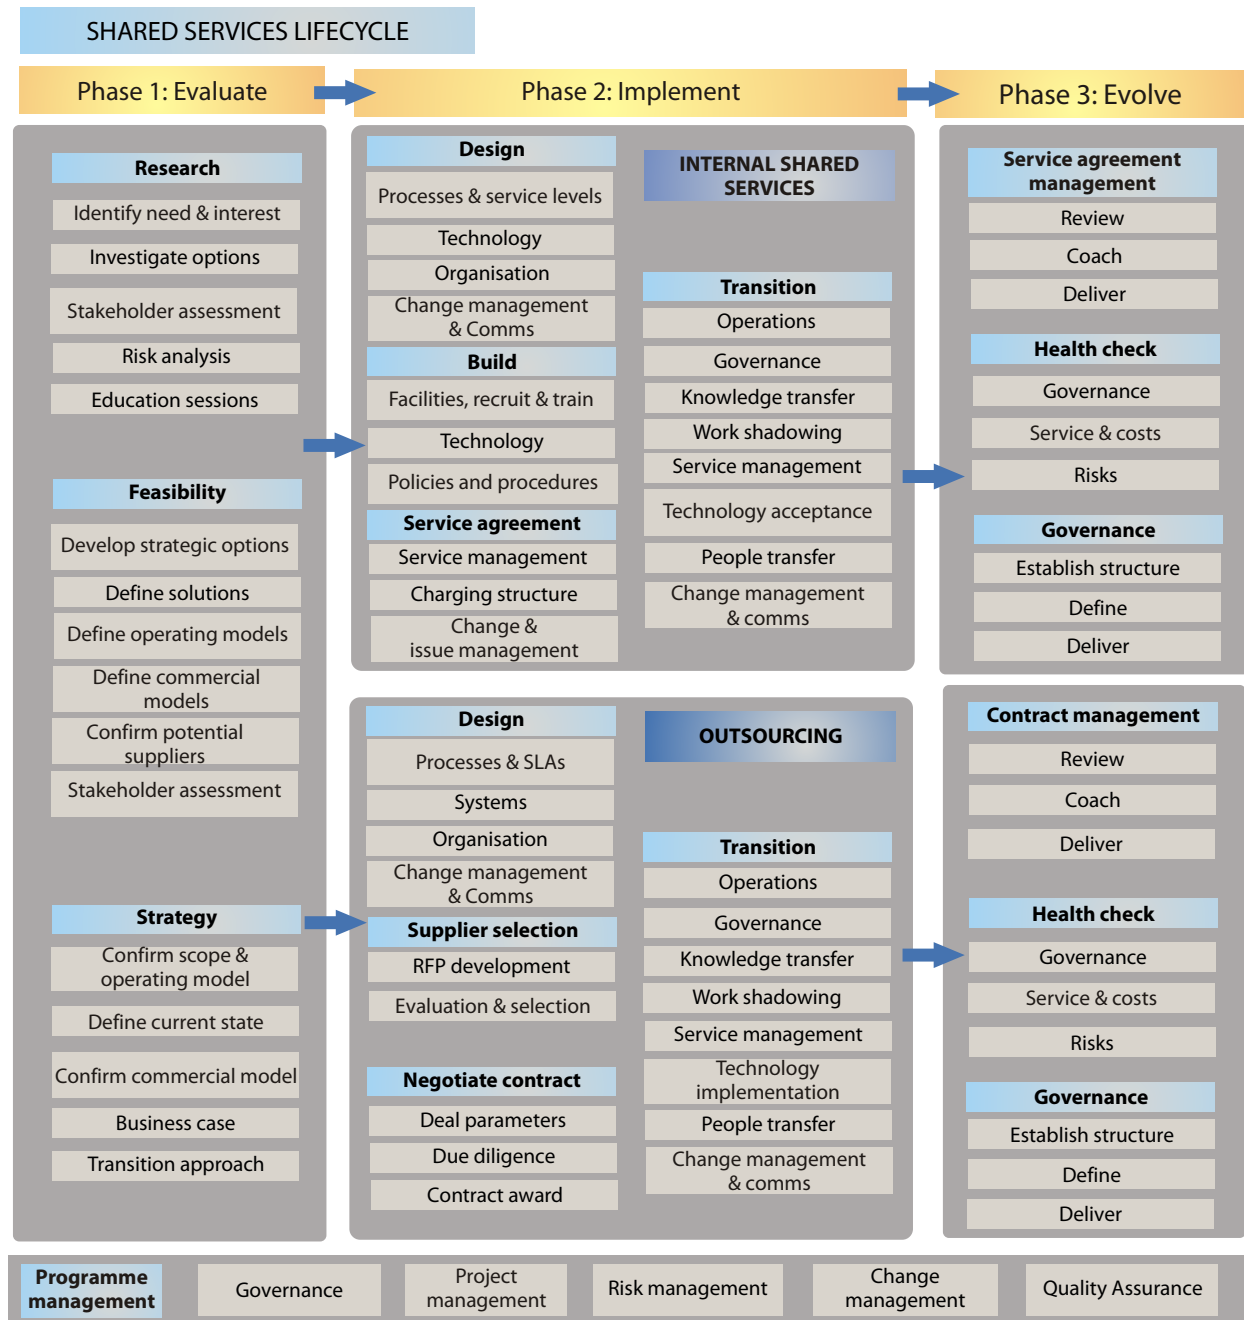 SHARED SERVICES LIFECYCLE
Phase 1: Evaluate
Phase 2: Implement
Phase 3: Evolve
Research
Identify need & interest
Investigate options
Stakeholder assessment
Risk analysis
Education sessions
Feasibility
Develop strategic options
Define solutions
Define operating models
Define commercial
models
Confirm potential
suppliers
Stakeholder assessment
Strategy
Confirm scope &
operating model
Define current state
Confirm commercial model
Business case
Transition approach
Design
Processes & service levels
Technology
Organisation
Change management
& Comms
Build
Facilities, recruit & train
Technology
Policies and procedures
Service agreement
Service management
Charging structure
Change &
issue management
INTERNAL SHARED
SERVICES
Transition
Operations
Governance
Knowledge transfer
Work shadowing
Service management
Technology acceptance
People transfer
Change management
& comms
Design
Processes & SLAs
Systems
Organisation
Change management
& Comms
Supplier selection
RFP development
Evaluation & selection
Negotiate contract
Deal parameters
Due diligence
Contract award
OUTSOURCING
Transition
Operations
Governance
Knowledge transfer
Work shadowing
Service management
Technology
implementation
People transfer
Change management
& comms
Service agreement
management
Review
Coach
Deliver
Health check
Governance
Service & costs
Risks
Governance
Establish structure
Define
Deliver
Contract management
Review
Coach
Deliver
Health check
Governance
Service & costs
Risks
Governance
Establish structure
Define
Deliver
Programme
management
Governance
Project
management
Risk management
Change
management
Quality Assurance